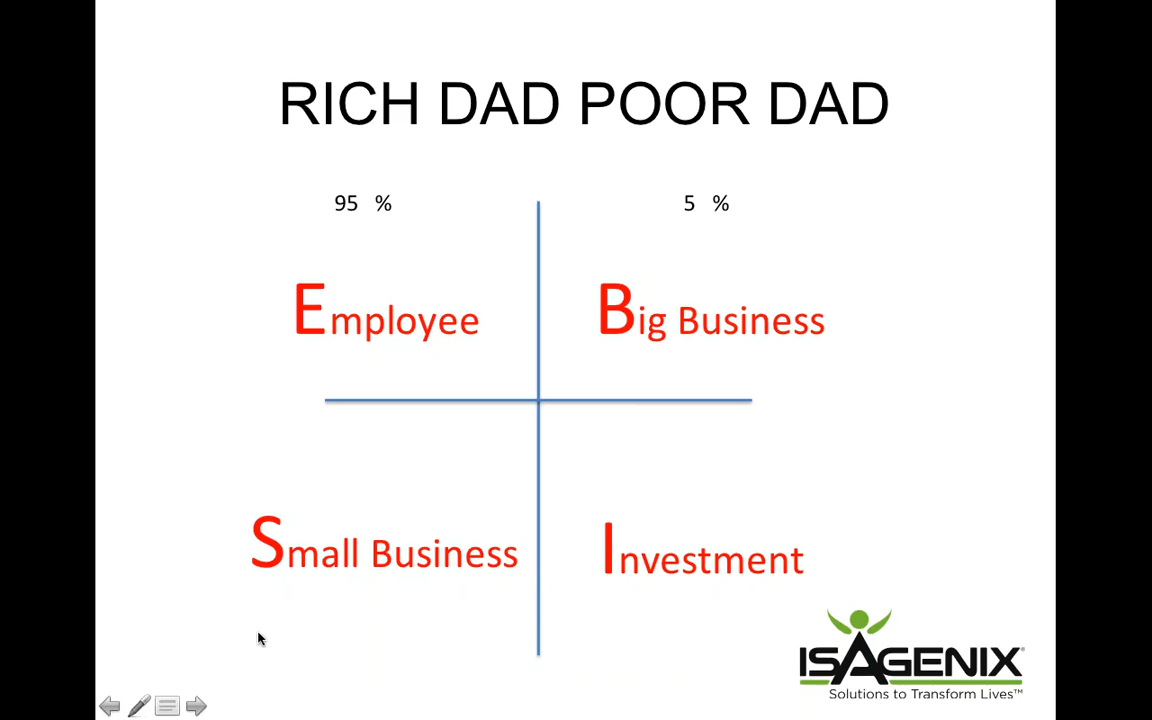 RICH DAD POOR DAD
95 % 5 %
Employee Big Business
Small Business Investment
ISAGENIX®
Solutions to Transform Lives™